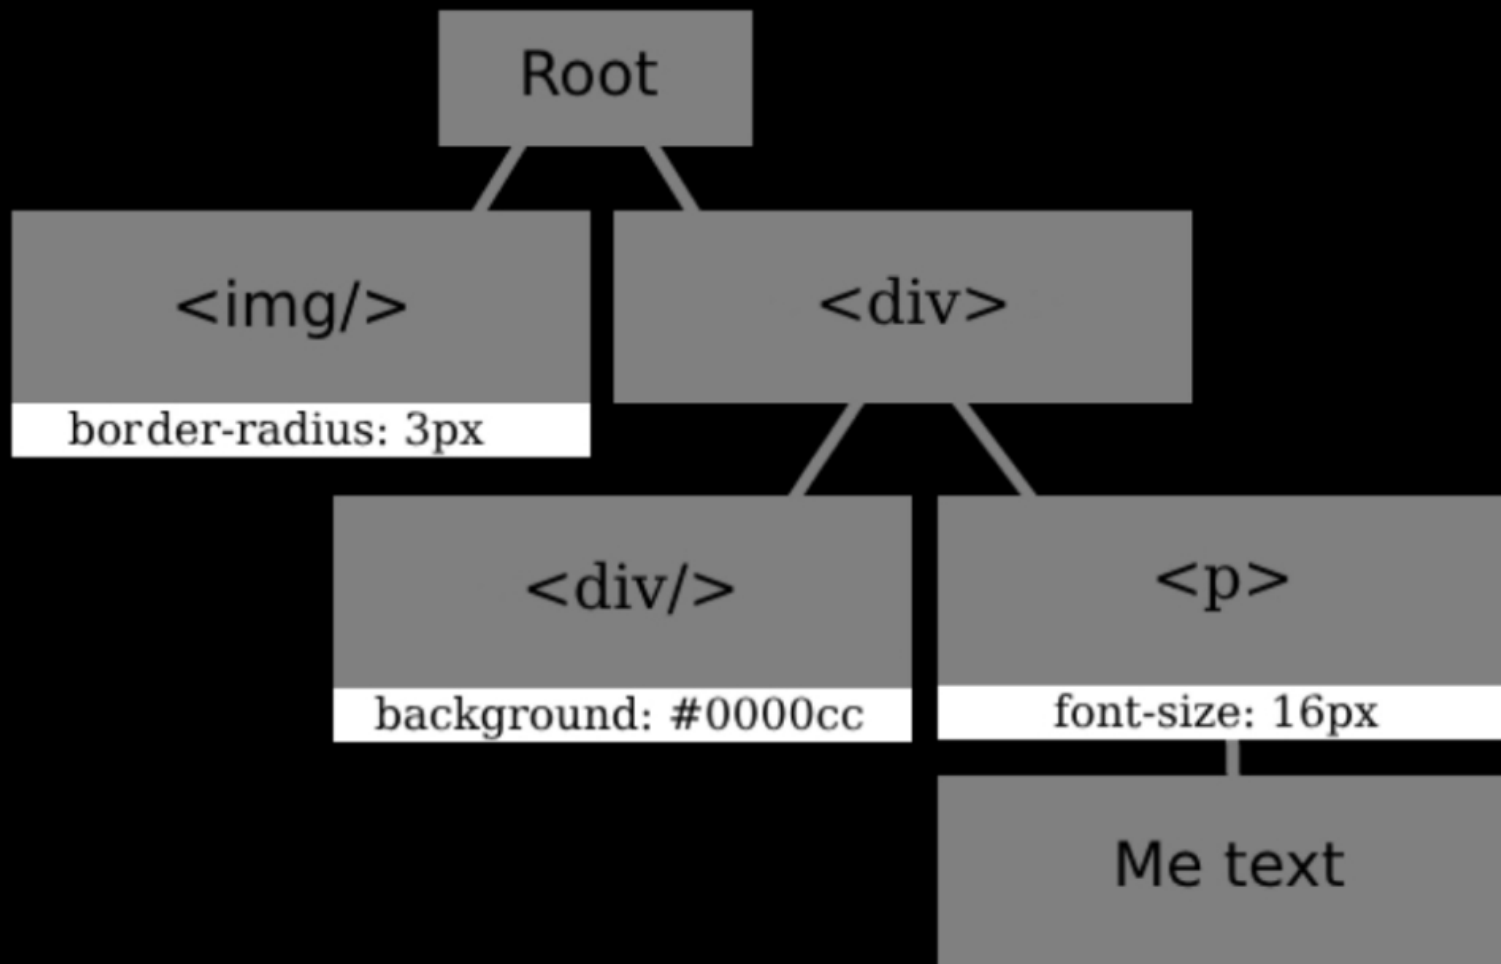 Root
<img/>
<div>
border-radius: 3px
<div/>
<p>
background: #0000cc
font-size: 16px
Me text